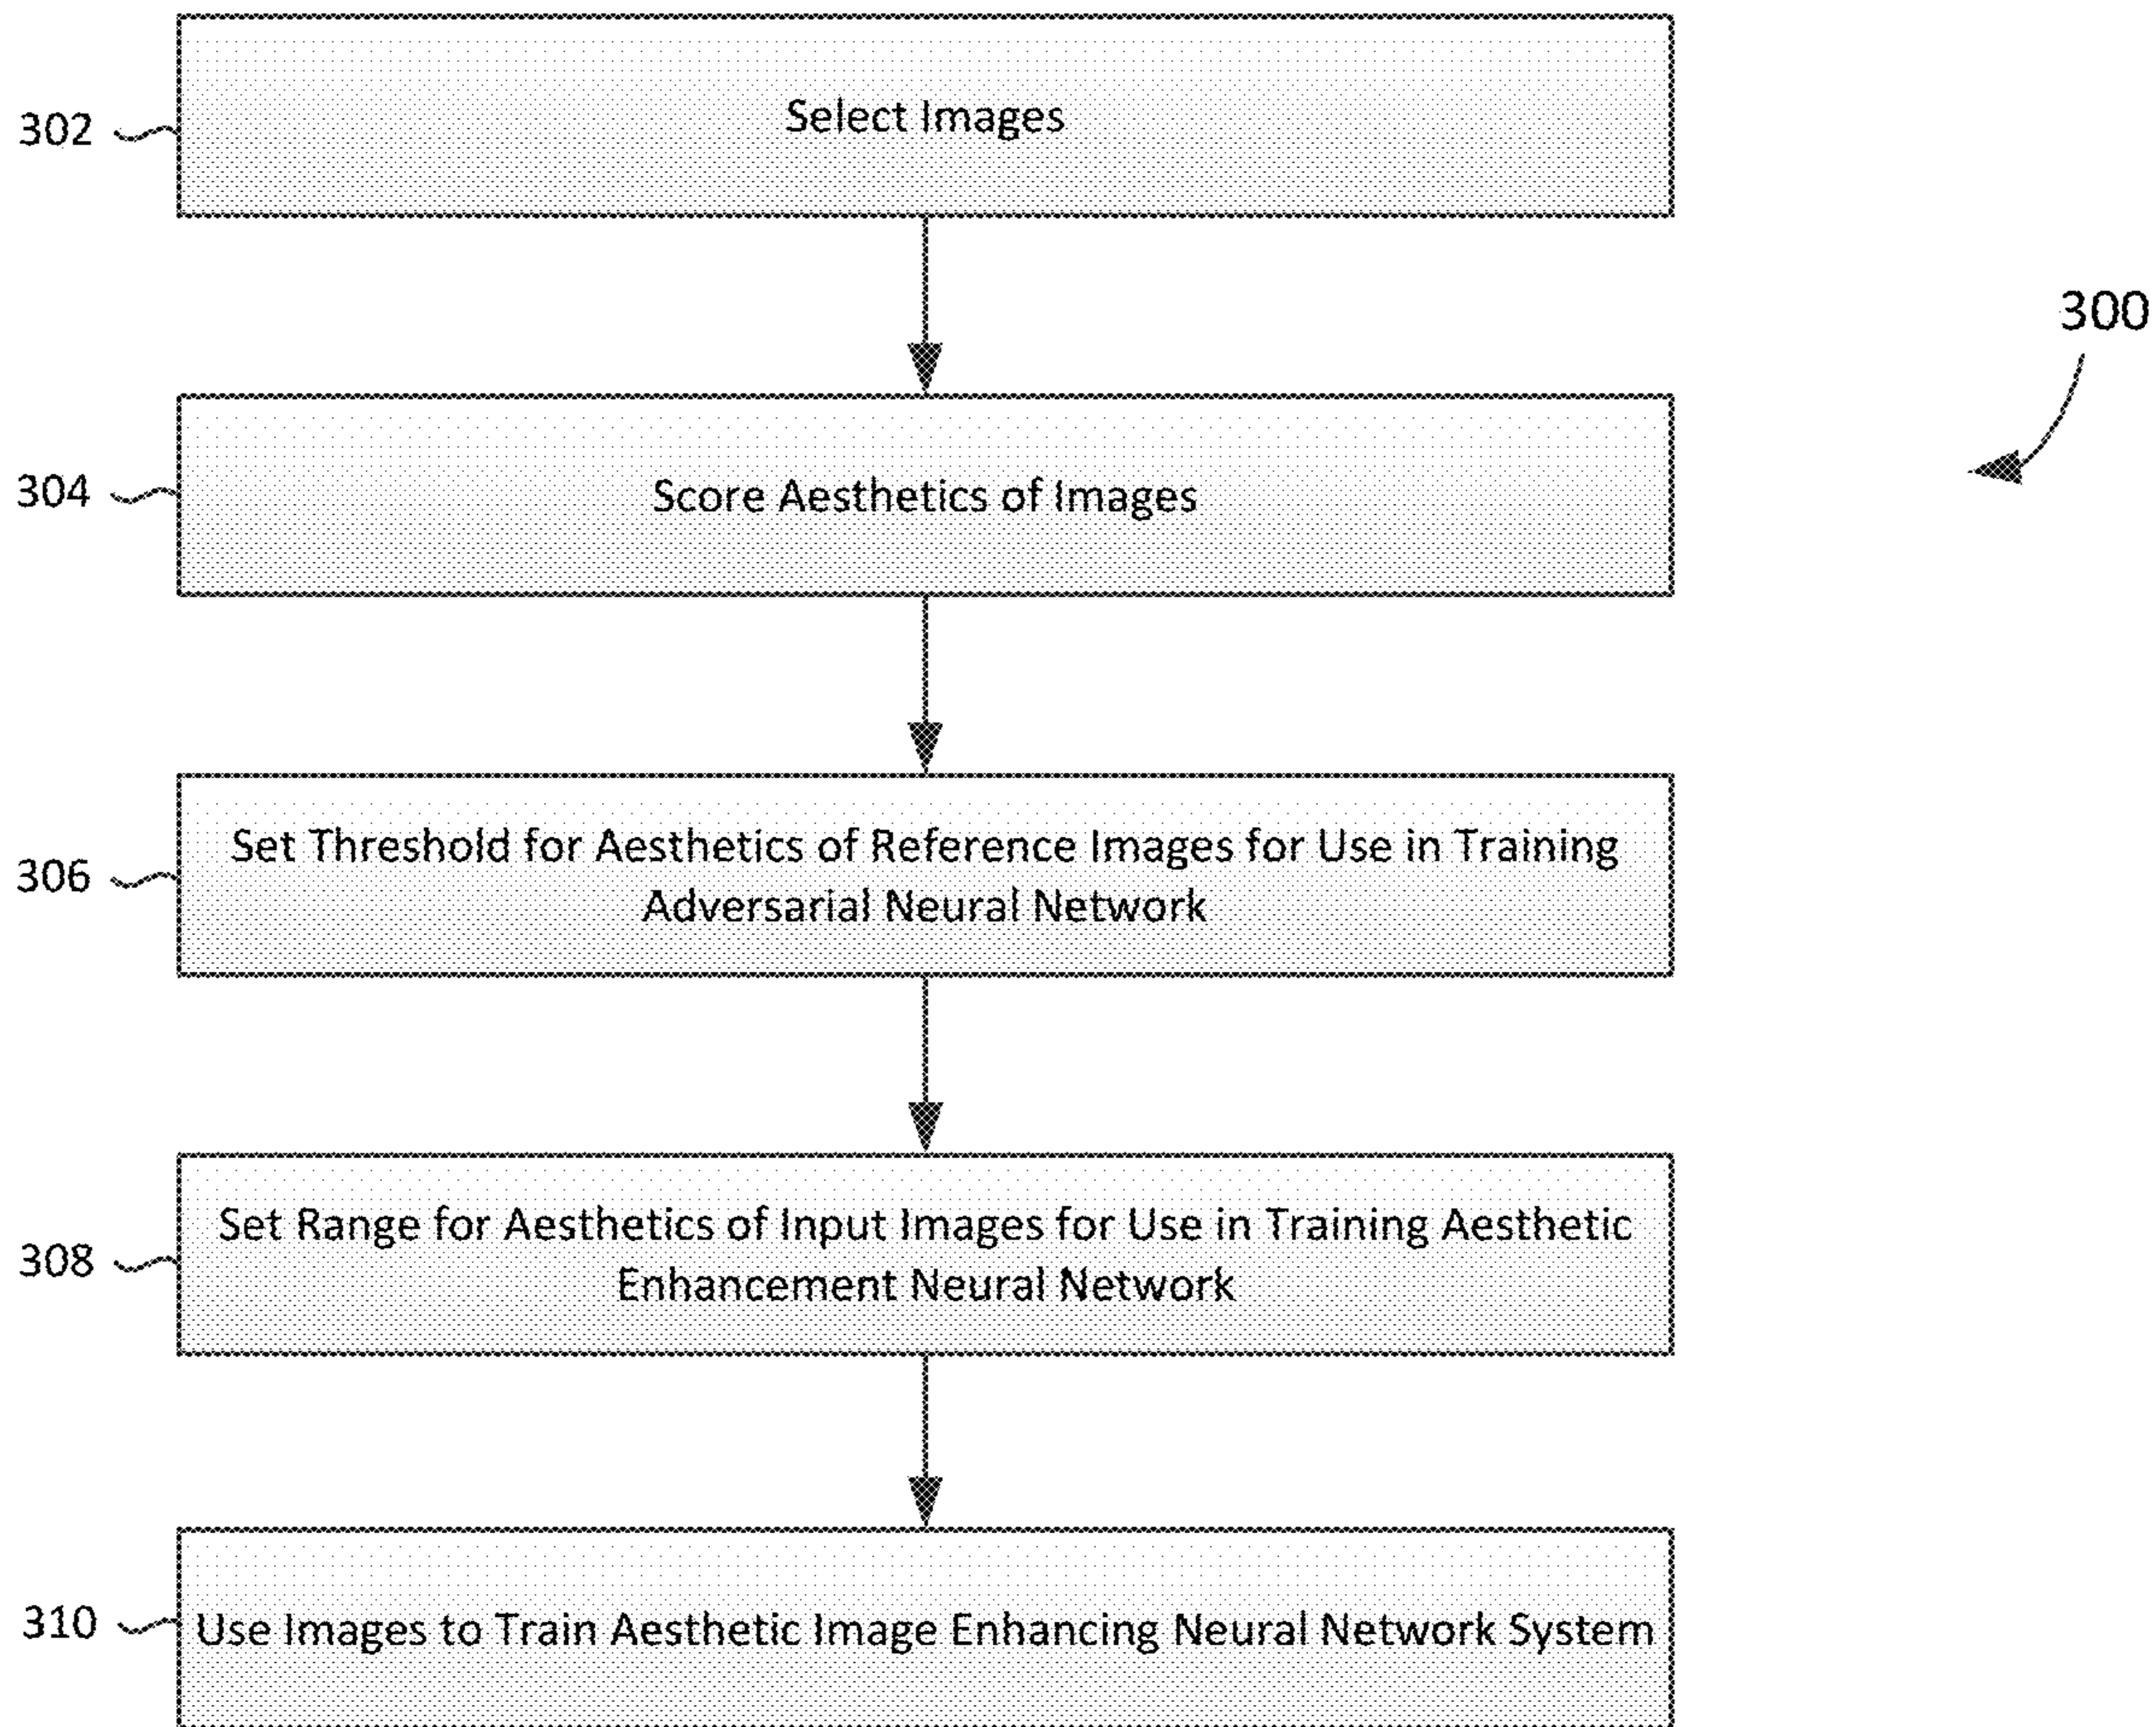 302
Select Images
300
304
Score Aesthetics of Images
306
Set Threshold for Aesthetics of Reference Images for Use in Training
Adversarial Neural Network
308
Set Range for Aesthetics of Input Images for Use in Training Aesthetic
Enhancement Neural Network
310
Use Images to Train Aesthetic Image Enhancing Neural Network System